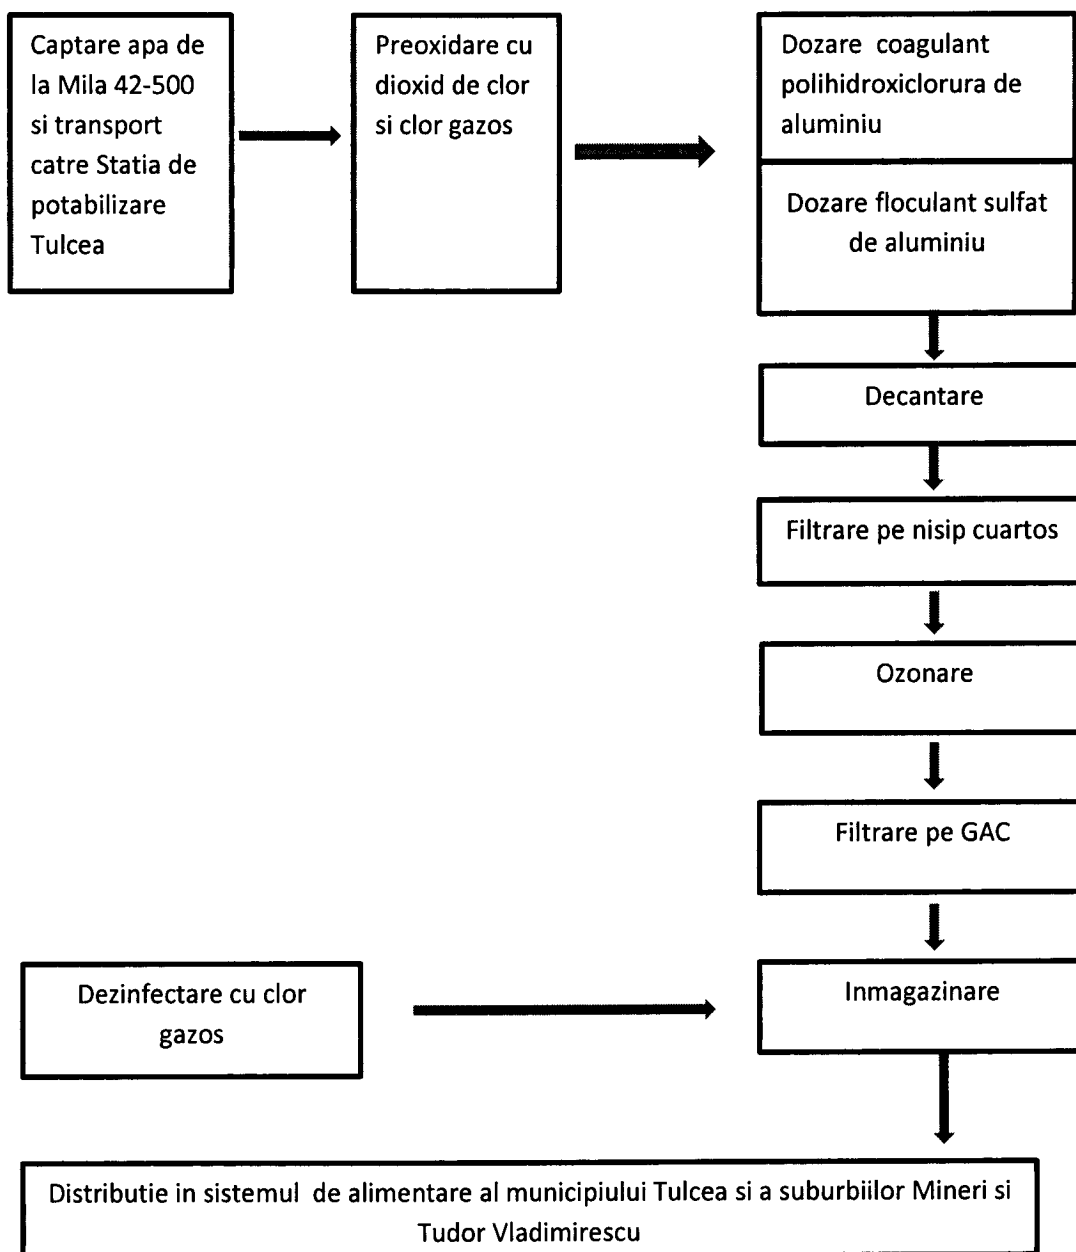 Captare apa de
la Mila 42-500
si transport
catre Statia de
potabilizare
Tulcea
Preoxidare cu
dioxid de clor
si clor gazos
Dozare coagulant
polihidroxiclorura de
aluminiu
Dozare floculant sulfat
de aluminiu
Decantare
Filtrare pe nisip cuartos
Ozonare
Filtrare pe GAC
Dezinfectare cu clor
gazos
Inmagazinare
Distributie in sistemul de alimentare al municipiului Tulcea si a suburbiilor Mineri si
Tudor Vladimirescu